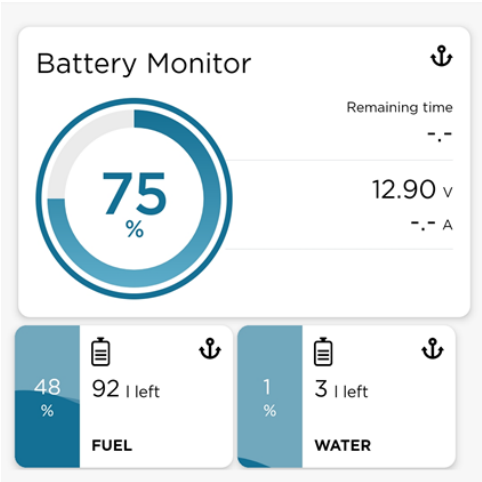 Battery Monitor
Remaining time
-.-
75
%
12.90 V
-.- A
48
%
92 l left
FUEL
1
%
3 l left
WATER